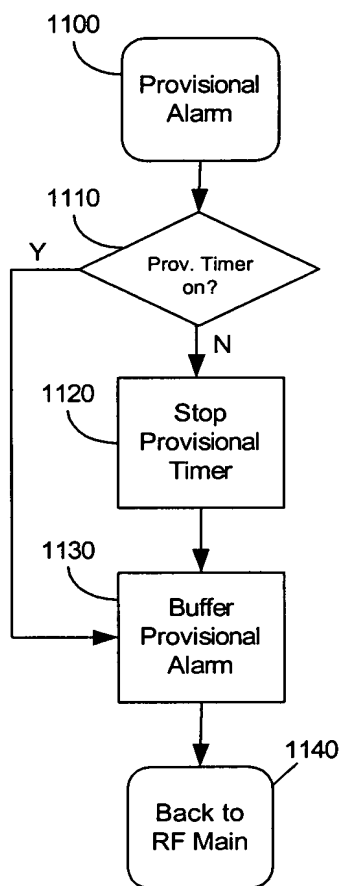 1100
Provisional
Alarm
1110
Y
Prov. Timer
on?
N
1120
Stop
Provisional
Timer
1130
Buffer
Provisional
Alarm
1140
Back to
RF Main